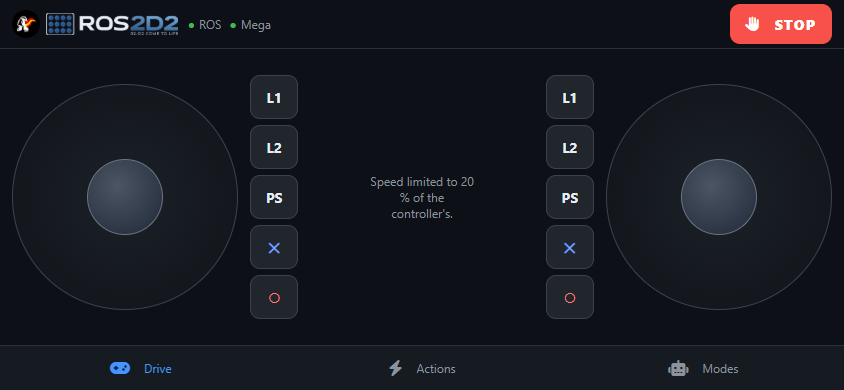 ROS2D2
ROS Mega
STOP
L1
L1
L2
L2
Speed limited to 20
% of the
controller's.
PS
PS
Drive
Actions
Modes